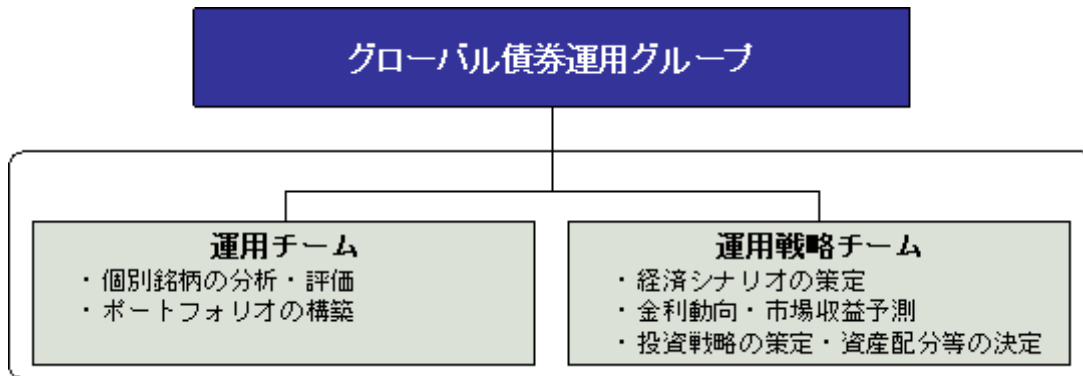 グローバル債券運用グループ
運用チーム
・個別銘柄の分析・評価
・ポートフォリオの構築
運用戦略チーム
・経済シナリオの策定
・金利動向・市場収益予測
・投資戦略の策定・資産配分等の決定